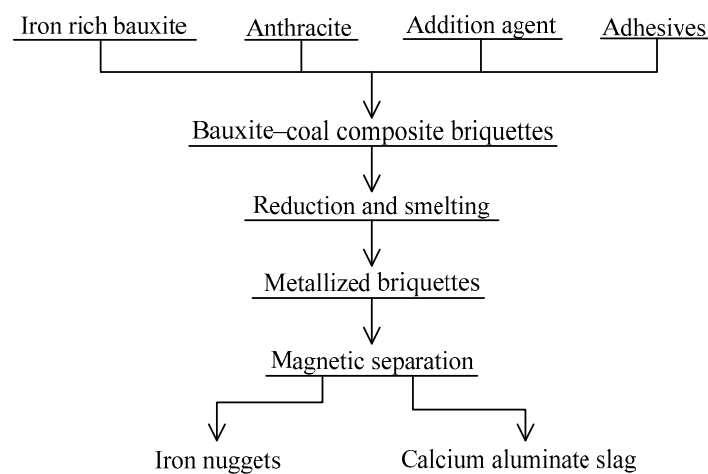 Iron rich bauxite
Anthracite
Addition agent
Adhesives
Bauxite–coal composite briquettes
Reduction and smelting
Metallized briquettes
Magnetic separation
Iron nuggets
Calcium aluminate slag